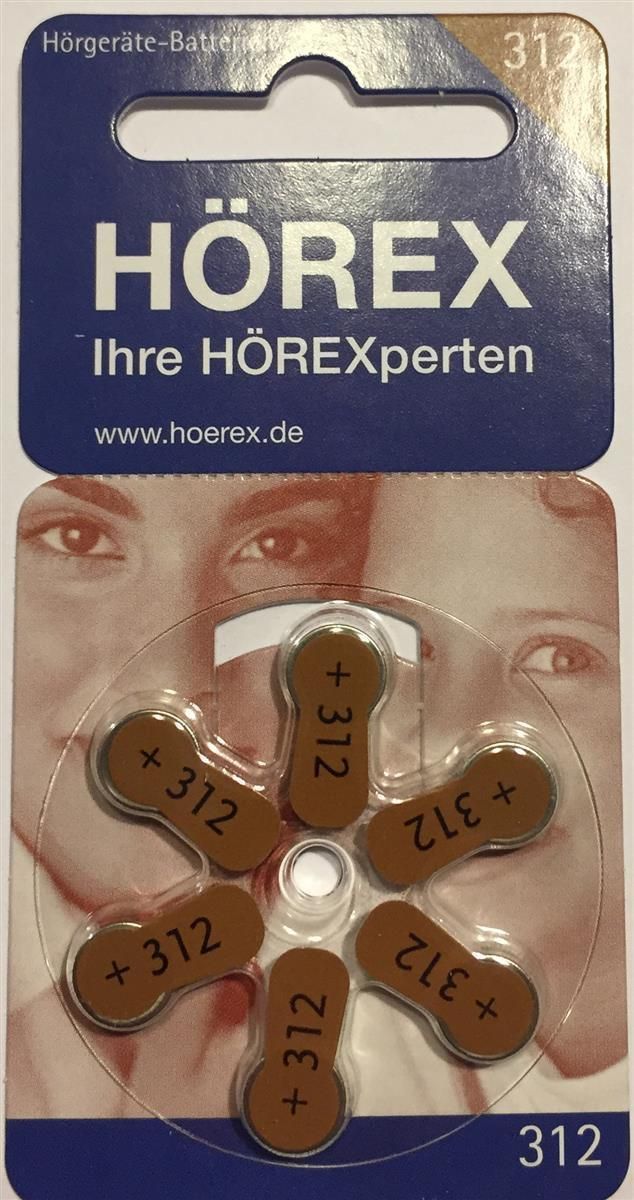 Hörgeräte-Batterien
312
HÖREX
Ihre HÖREXperten
www.hoerex.de
+ 312
+ 312
+ 312
+ 312
+ 312
+ 312
312